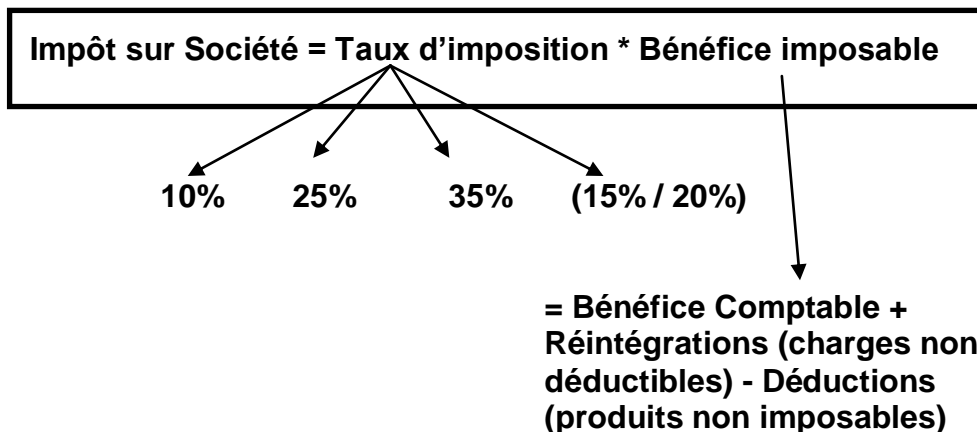 Impôt sur Société = Taux d’imposition * Bénéfice imposable
10% 25% 35% (15% / 20%)
= Bénéfice Comptable +
Réintégrations (charges non
déductibles) - Déductions
(produits non imposables)